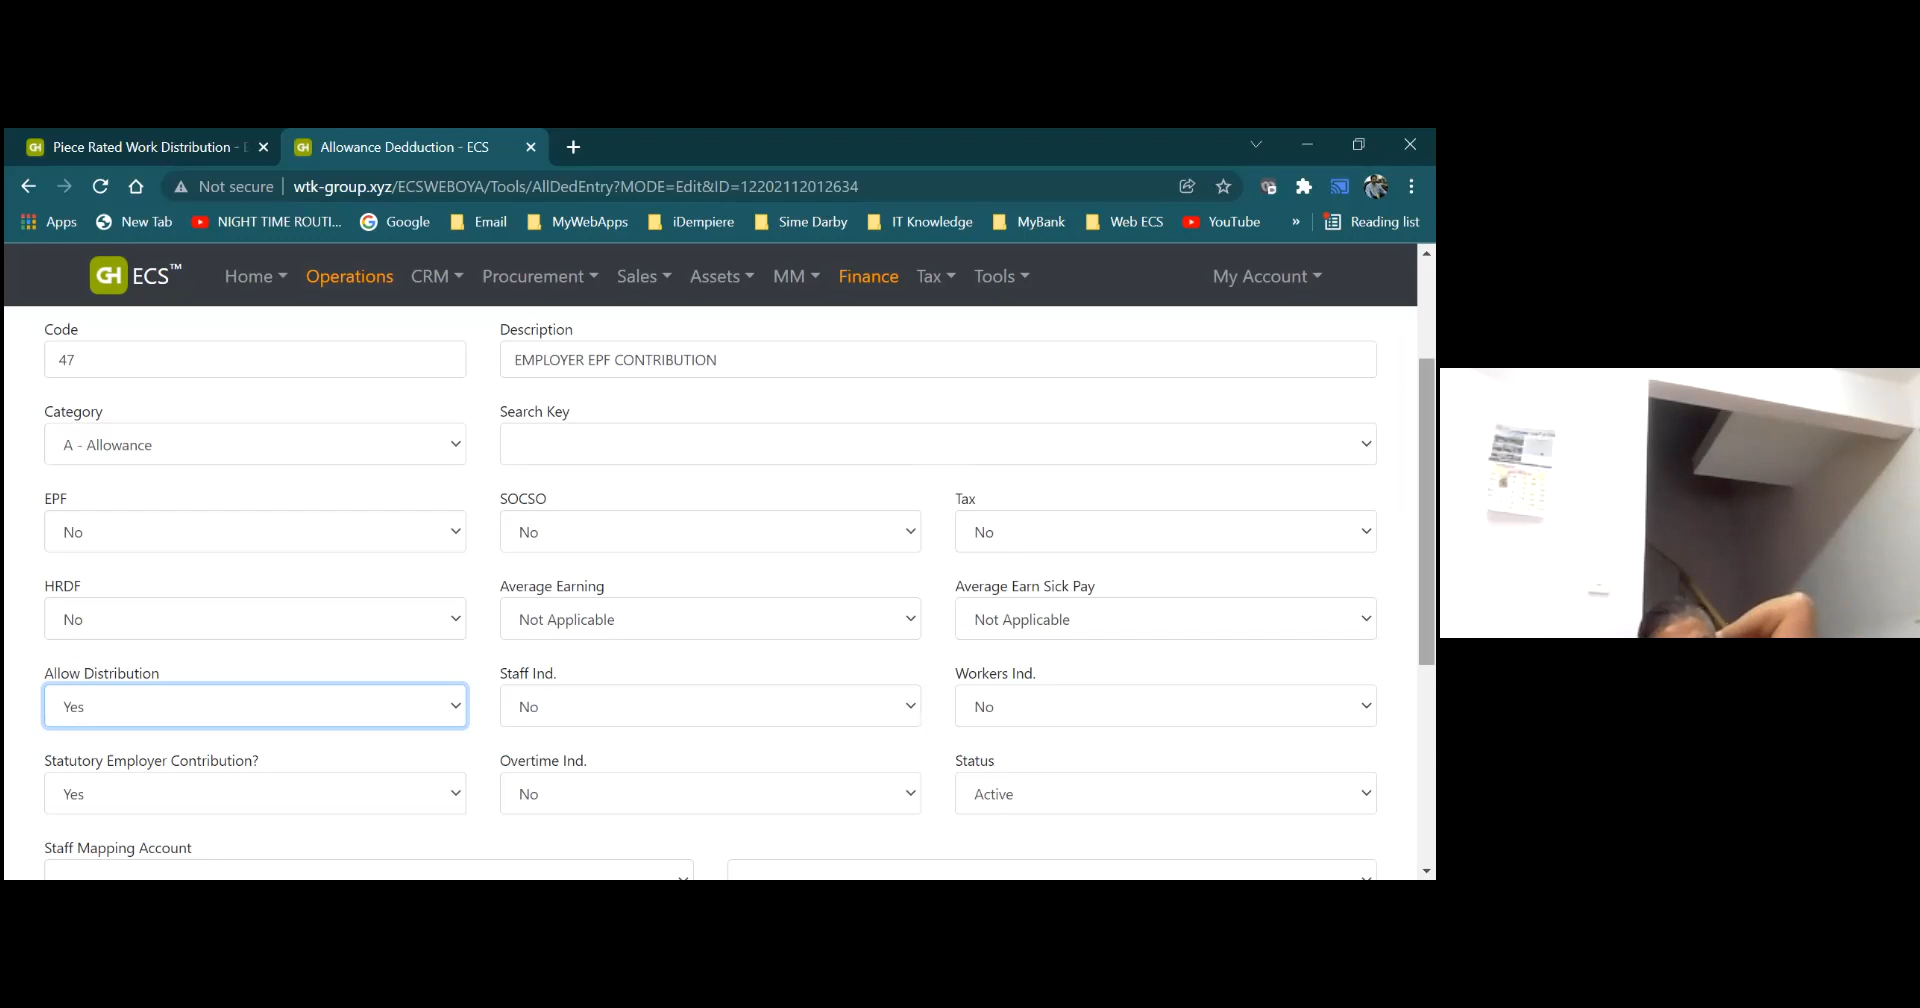 Piece Rated Work Distribution - E
Allowance Dedduction - ECS
Not secure
wtk-group.xyz/ECSWEBOYA/Tools/AllDedEntry?MODE=Edit&ID=12202112012634
Apps
New Tab
NIGHT TIME ROUTI...
Google
Email
MyWebApps
iDempiere
Sime Darby
IT Knowledge
MyBank
Web ECS
YouTube
»
Reading list
GH ECS™
Home
Operations
CRM
Procurement
Sales
Assets
MM
Finance
Tax
Tools
My Account
Code
Description
47
EMPLOYER EPF CONTRIBUTION
Category
Search Key
A - Allowance
EPF
SOCSO
Tax
No
No
No
HRDF
Average Earning
Average Earn Sick Pay
No
Not Applicable
Not Applicable
Allow Distribution
Staff Ind.
Workers Ind.
Yes
No
No
Statutory Employer Contribution?
Overtime Ind.
Status
Yes
No
Active
Staff Mapping Account